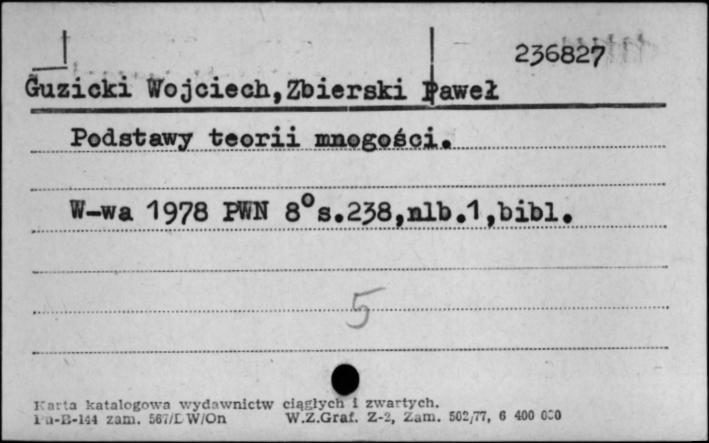 236827
Guzicki Wojciech,Zbierski Paweł
Podstawy teorii mnogości.
W-wa 1978 PWN 8° s.238,nlb.1,bibl.
5
Karta katalogowa wydawnictw ciągłych i zwartych.
Pu-B-144 zam. 567/D W/On W.Z.Graf. Z-2, Zam. 502/77, 6 400 000